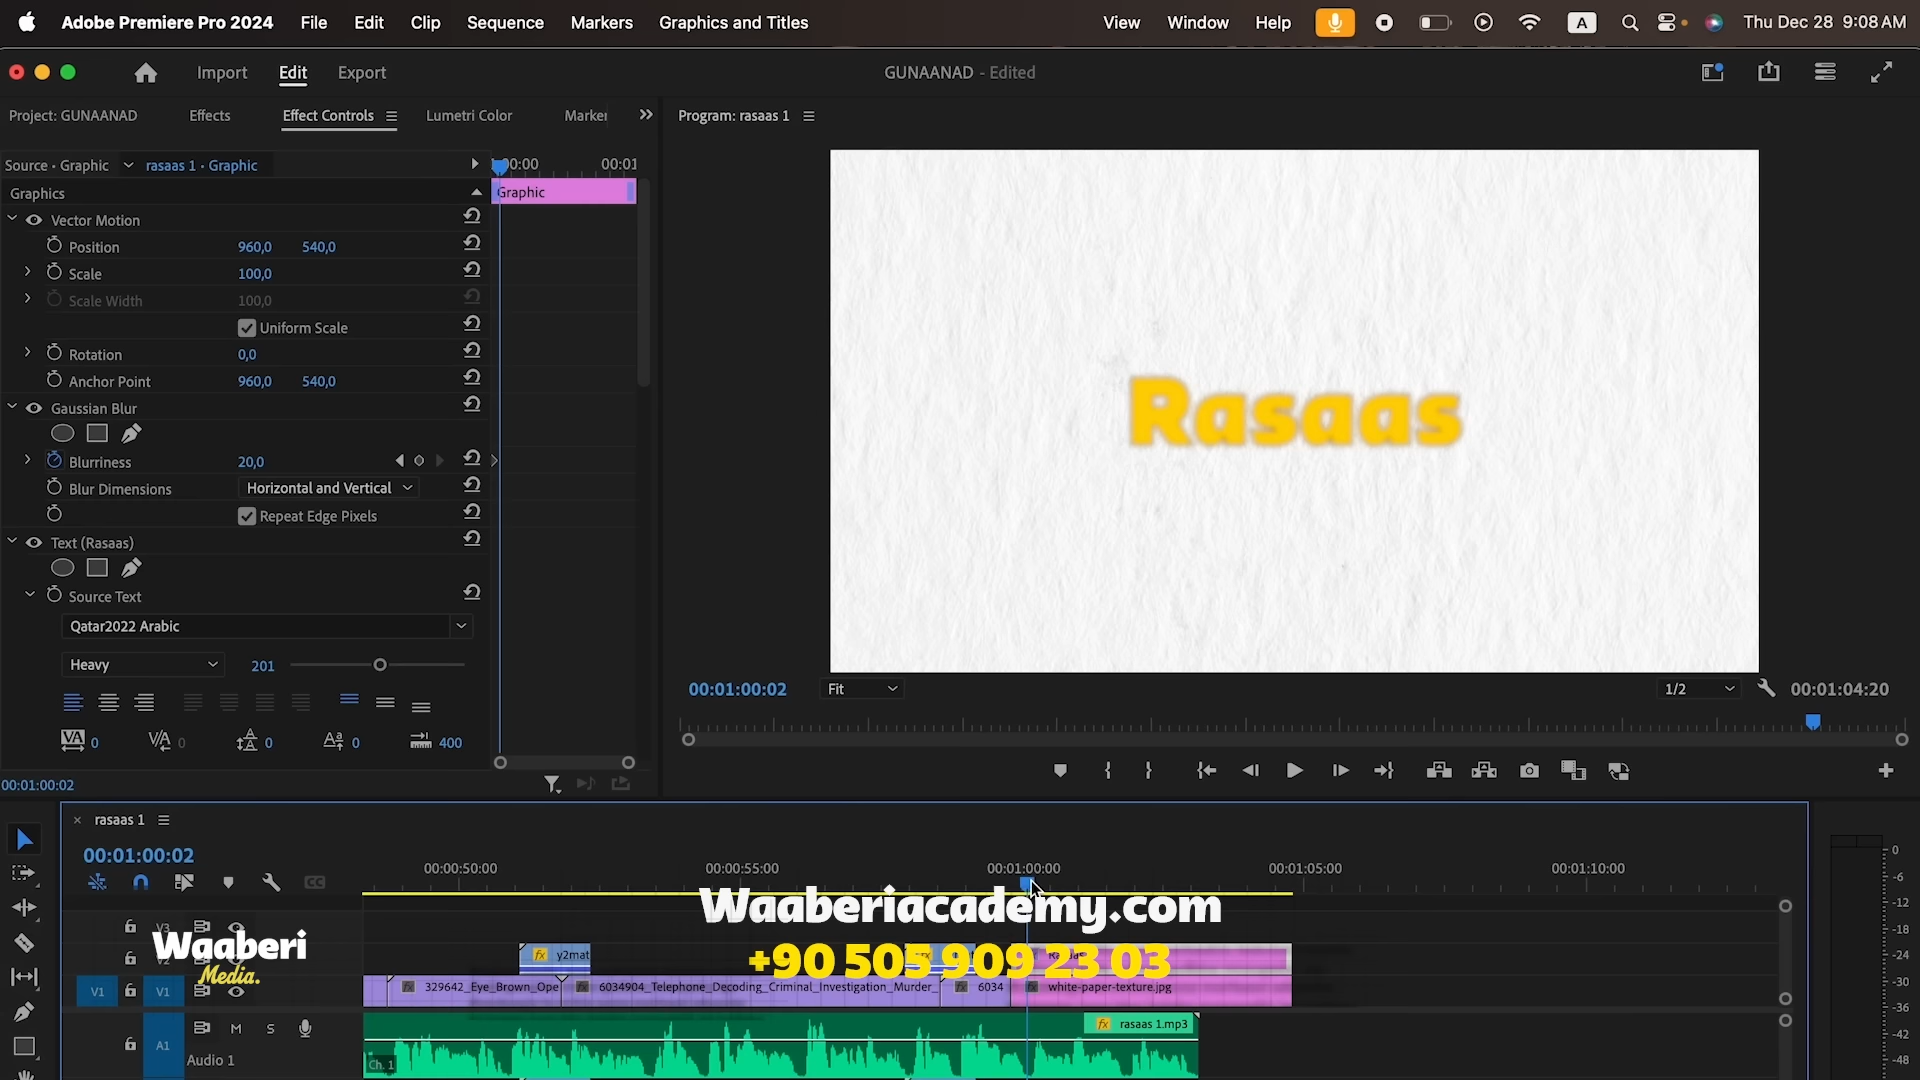 Adobe Premiere Pro 2024 File Edit Clip Sequence Markers Graphics and Titles View Window Help A Thu Dec 28 9:08 AM
Import Edit Export GUNAANAD - Edited
Project: GUNAANAD Effects Effect Controls Lumetri Color Marker
Program: rasaas 1
Source · Graphic rasaas 1 · Graphic
00:01
Graphics
Graphic
Vector Motion
Position 960,0 540,0
Scale 100,0
Scale Width 100,0
Uniform Scale
Rotation 0,0
Anchor Point 960,0 540,0
Gaussian Blur
Blurriness 20,0
Blur Dimensions Horizontal and Vertical
Repeat Edge Pixels
Text (Rasaas)
Source Text
Qatar2022 Arabic
Heavy 201
0 0 0 0 400
00:01:00:02
Rasaas
00:01:00:02 Fit 1/2 00:01:04:20
rasaas 1
00:01:00:02
00:00:50:00 00:00:55:00 00:01:00:00 00:01:05:00 00:01:10:00
Waaberiacademy.com
+90 505 909 23 03
Waaberi
Media.
V3
y2mat
V1 V1 329642_Eye_Brown_Ope 6034904_Telephone_Decoding_Criminal_Investigation_Murder_ 6034 white-paper-texture.jpg
M S rasaas 1.mp3
A1 Audio 1
Ch. 1
0
-6
-12
-18
-24
-30
-36
-42
-48